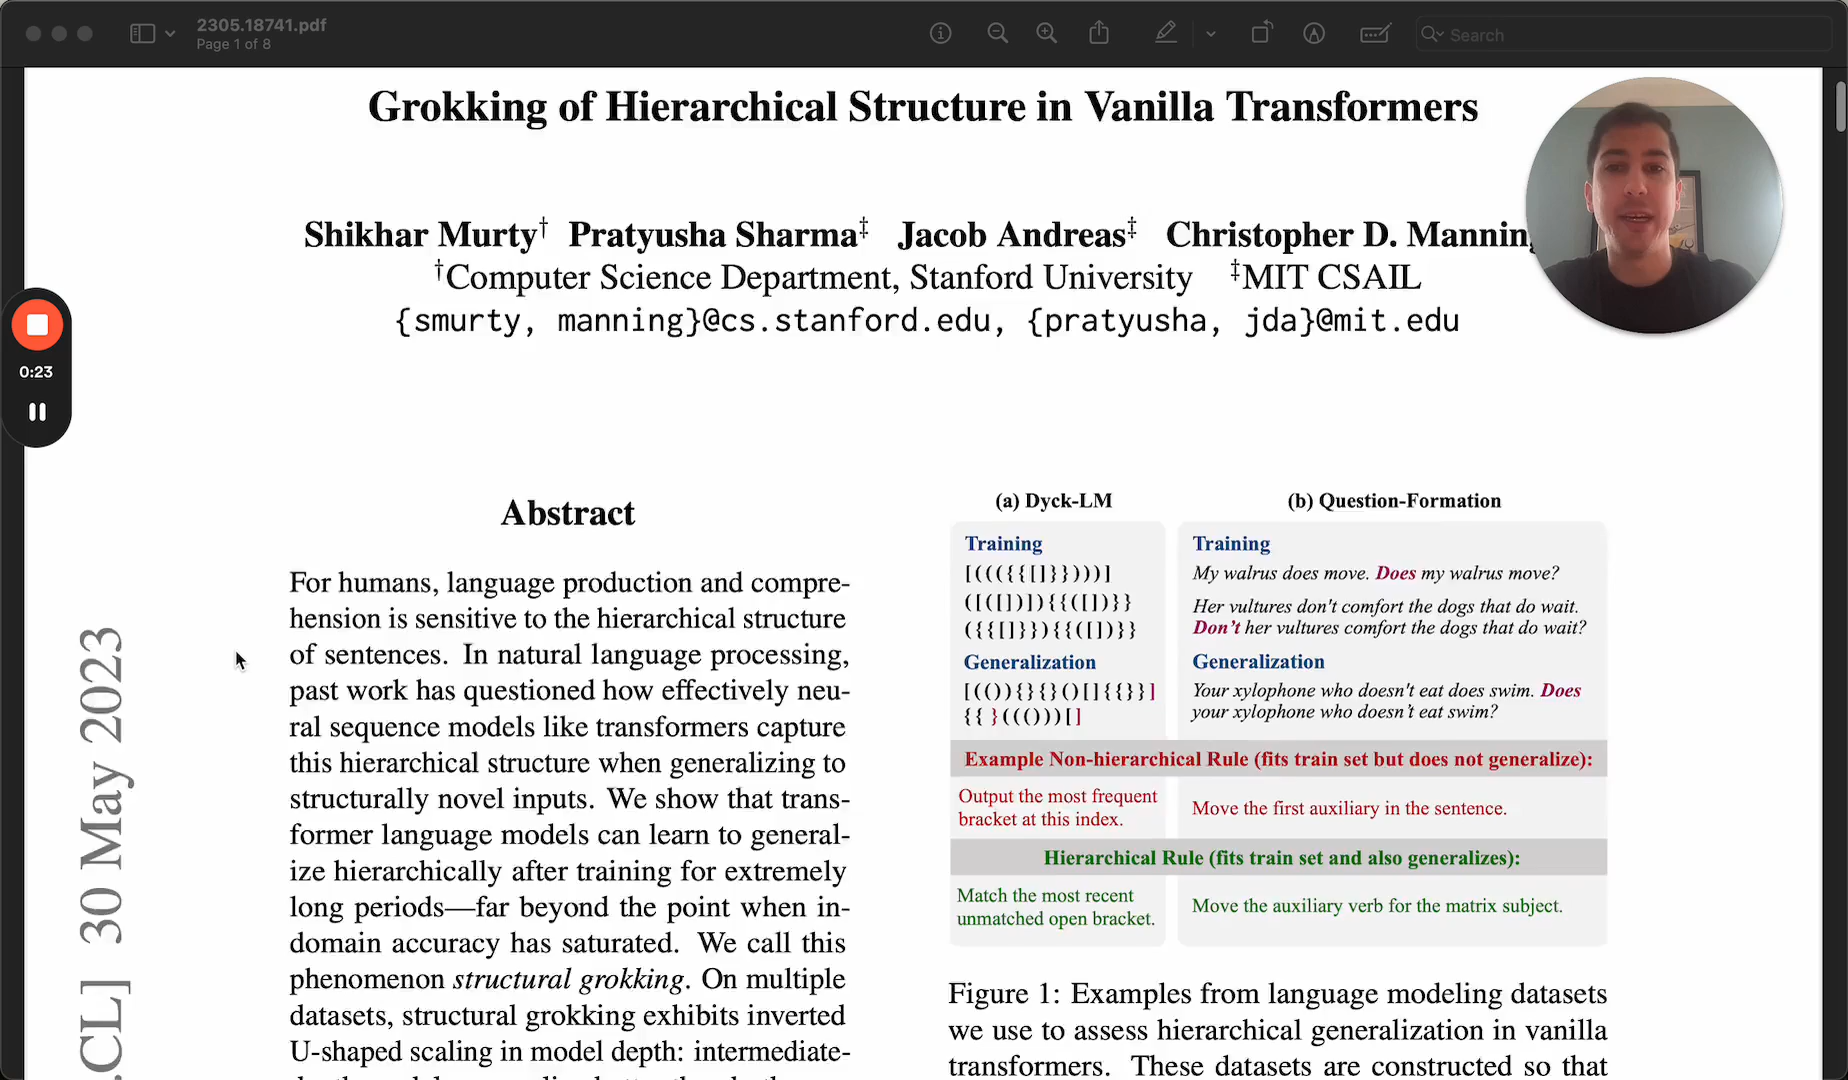 2305.18741.pdf
Page 1 of 8
Search
Grokking of Hierarchical Structure in Vanilla Transformers
Shikhar Murty† Pratyusha Sharma‡ Jacob Andreas‡ Christopher D. Manning
†Computer Science Department, Stanford University ‡MIT CSAIL
{smurty, manning}@cs.stanford.edu, {pratyusha, jda}@mit.edu
0:23
.CL] 30 May 2023
Abstract
For humans, language production and compre-
hension is sensitive to the hierarchical structure
of sentences. In natural language processing,
past work has questioned how effectively neu-
ral sequence models like transformers capture
this hierarchical structure when generalizing to
structurally novel inputs. We show that trans-
former language models can learn to general-
ize hierarchically after training for extremely
long periods—far beyond the point when in-
domain accuracy has saturated. We call this
phenomenon structural grokking. On multiple
datasets, structural grokking exhibits inverted
U-shaped scaling in model depth: intermediate-
(a) Dyck-LM
Training
[(((({{[]}})))]
([([])]){{([])}}
({{[]}}){{([])}}
Generalization
[(()){}{}()[]{{}}]
{{}((()))[]
(b) Question-Formation
Training
My walrus does move. Does my walrus move?
Her vultures don't comfort the dogs that do wait.
Don't her vultures comfort the dogs that do wait?
Generalization
Your xylophone who doesn't eat does swim. Does
your xylophone who doesn't eat swim?
Example Non-hierarchical Rule (fits train set but does not generalize):
Output the most frequent
bracket at this index.
Move the first auxiliary in the sentence.
Hierarchical Rule (fits train set and also generalizes):
Match the most recent
unmatched open bracket.
Move the auxiliary verb for the matrix subject.
Figure 1: Examples from language modeling datasets
we use to assess hierarchical generalization in vanilla
transformers. These datasets are constructed so that